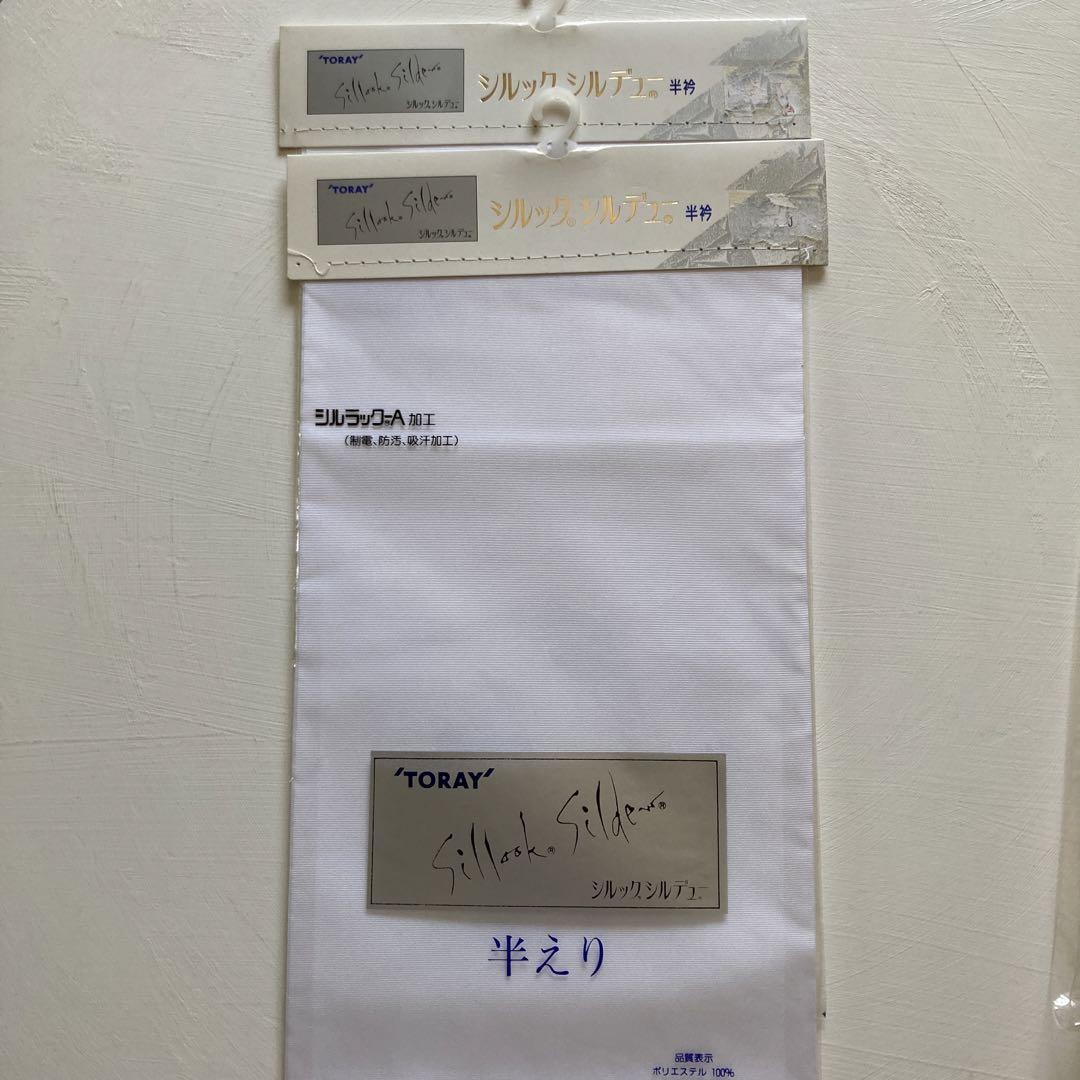 'TORAY'
Sillook® Sildew®
シルック®シルデュー®
シルック®シルデュー® 半衿
'TORAY'
Sillook® Sildew®
シルック®シルデュー®
シルック®シルデュー® 半衿
シルラック®A 加工
(制電、防汚、吸汗加工)
'TORAY'
Sillook® Sildew®
シルック®シルデュー®
半えり
品質表示
ポリエステル 100%